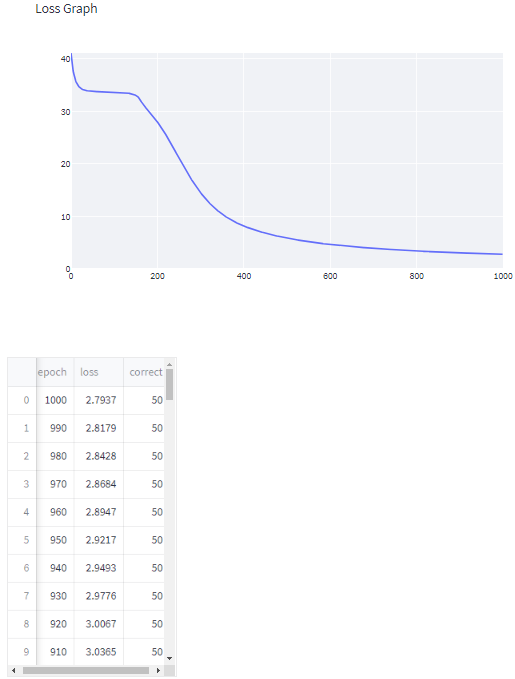 Loss Graph
40
30
20
10
0
0 200 400 600 800 1000
epoch loss correct
0 1000 2.7937 50
1 990 2.8179 50
2 980 2.8428 50
3 970 2.8684 50
4 960 2.8947 50
5 950 2.9217 50
6 940 2.9493 50
7 930 2.9776 50
8 920 3.0067 50
9 910 3.0365 50